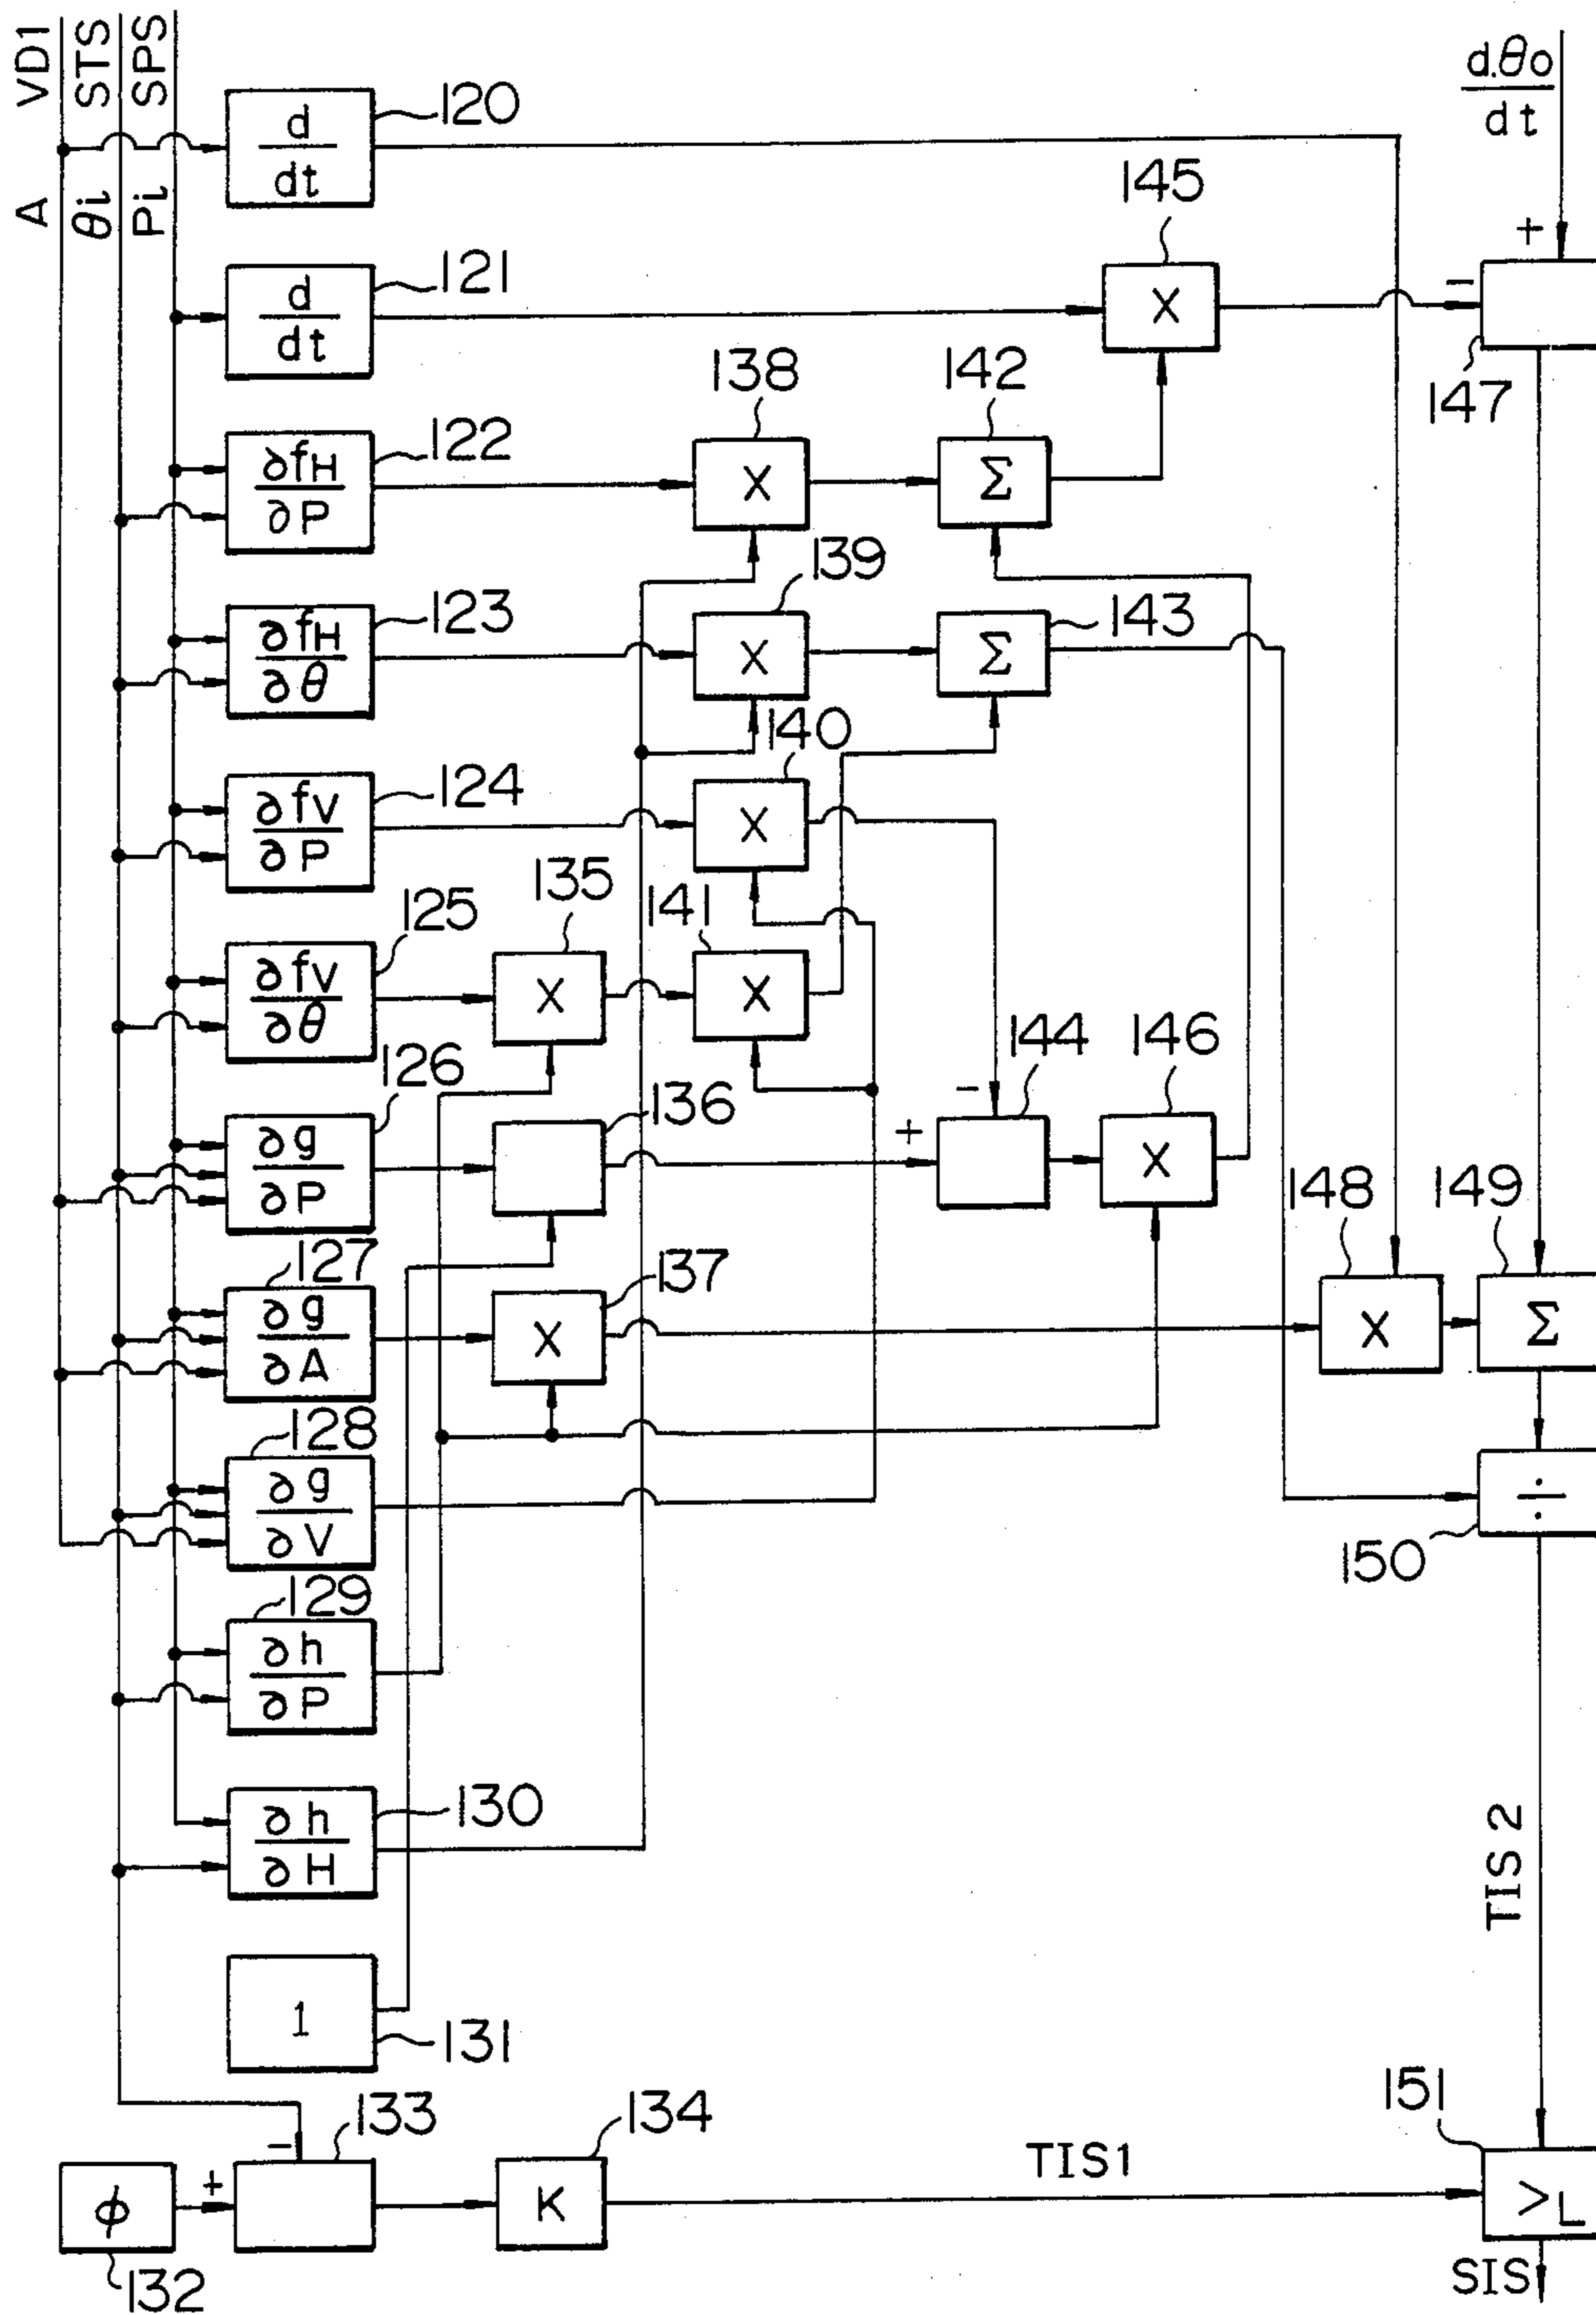 A VD1
θi STS
Pi SPS
d/dt 120
d.θo/dt
145
+
d/dt 121
X
−
147
∂fH/∂P 122
138
X
142
Σ
∂fH/∂θ 123
139
X
Σ 143
∂fV/∂P 124
140
X
∂fV/∂θ 125
135
X
141
X
144
146
∂g/∂P 126
136
−
+
X
∂g/∂A 127
X 137
148
X
149
Σ
∂g/∂V 128
÷
150
∂h/∂P 129
∂h/∂H 130
TIS 2
1 131
151
−
133
134
TIS1
ϕ
+
K
>L
132
SIS